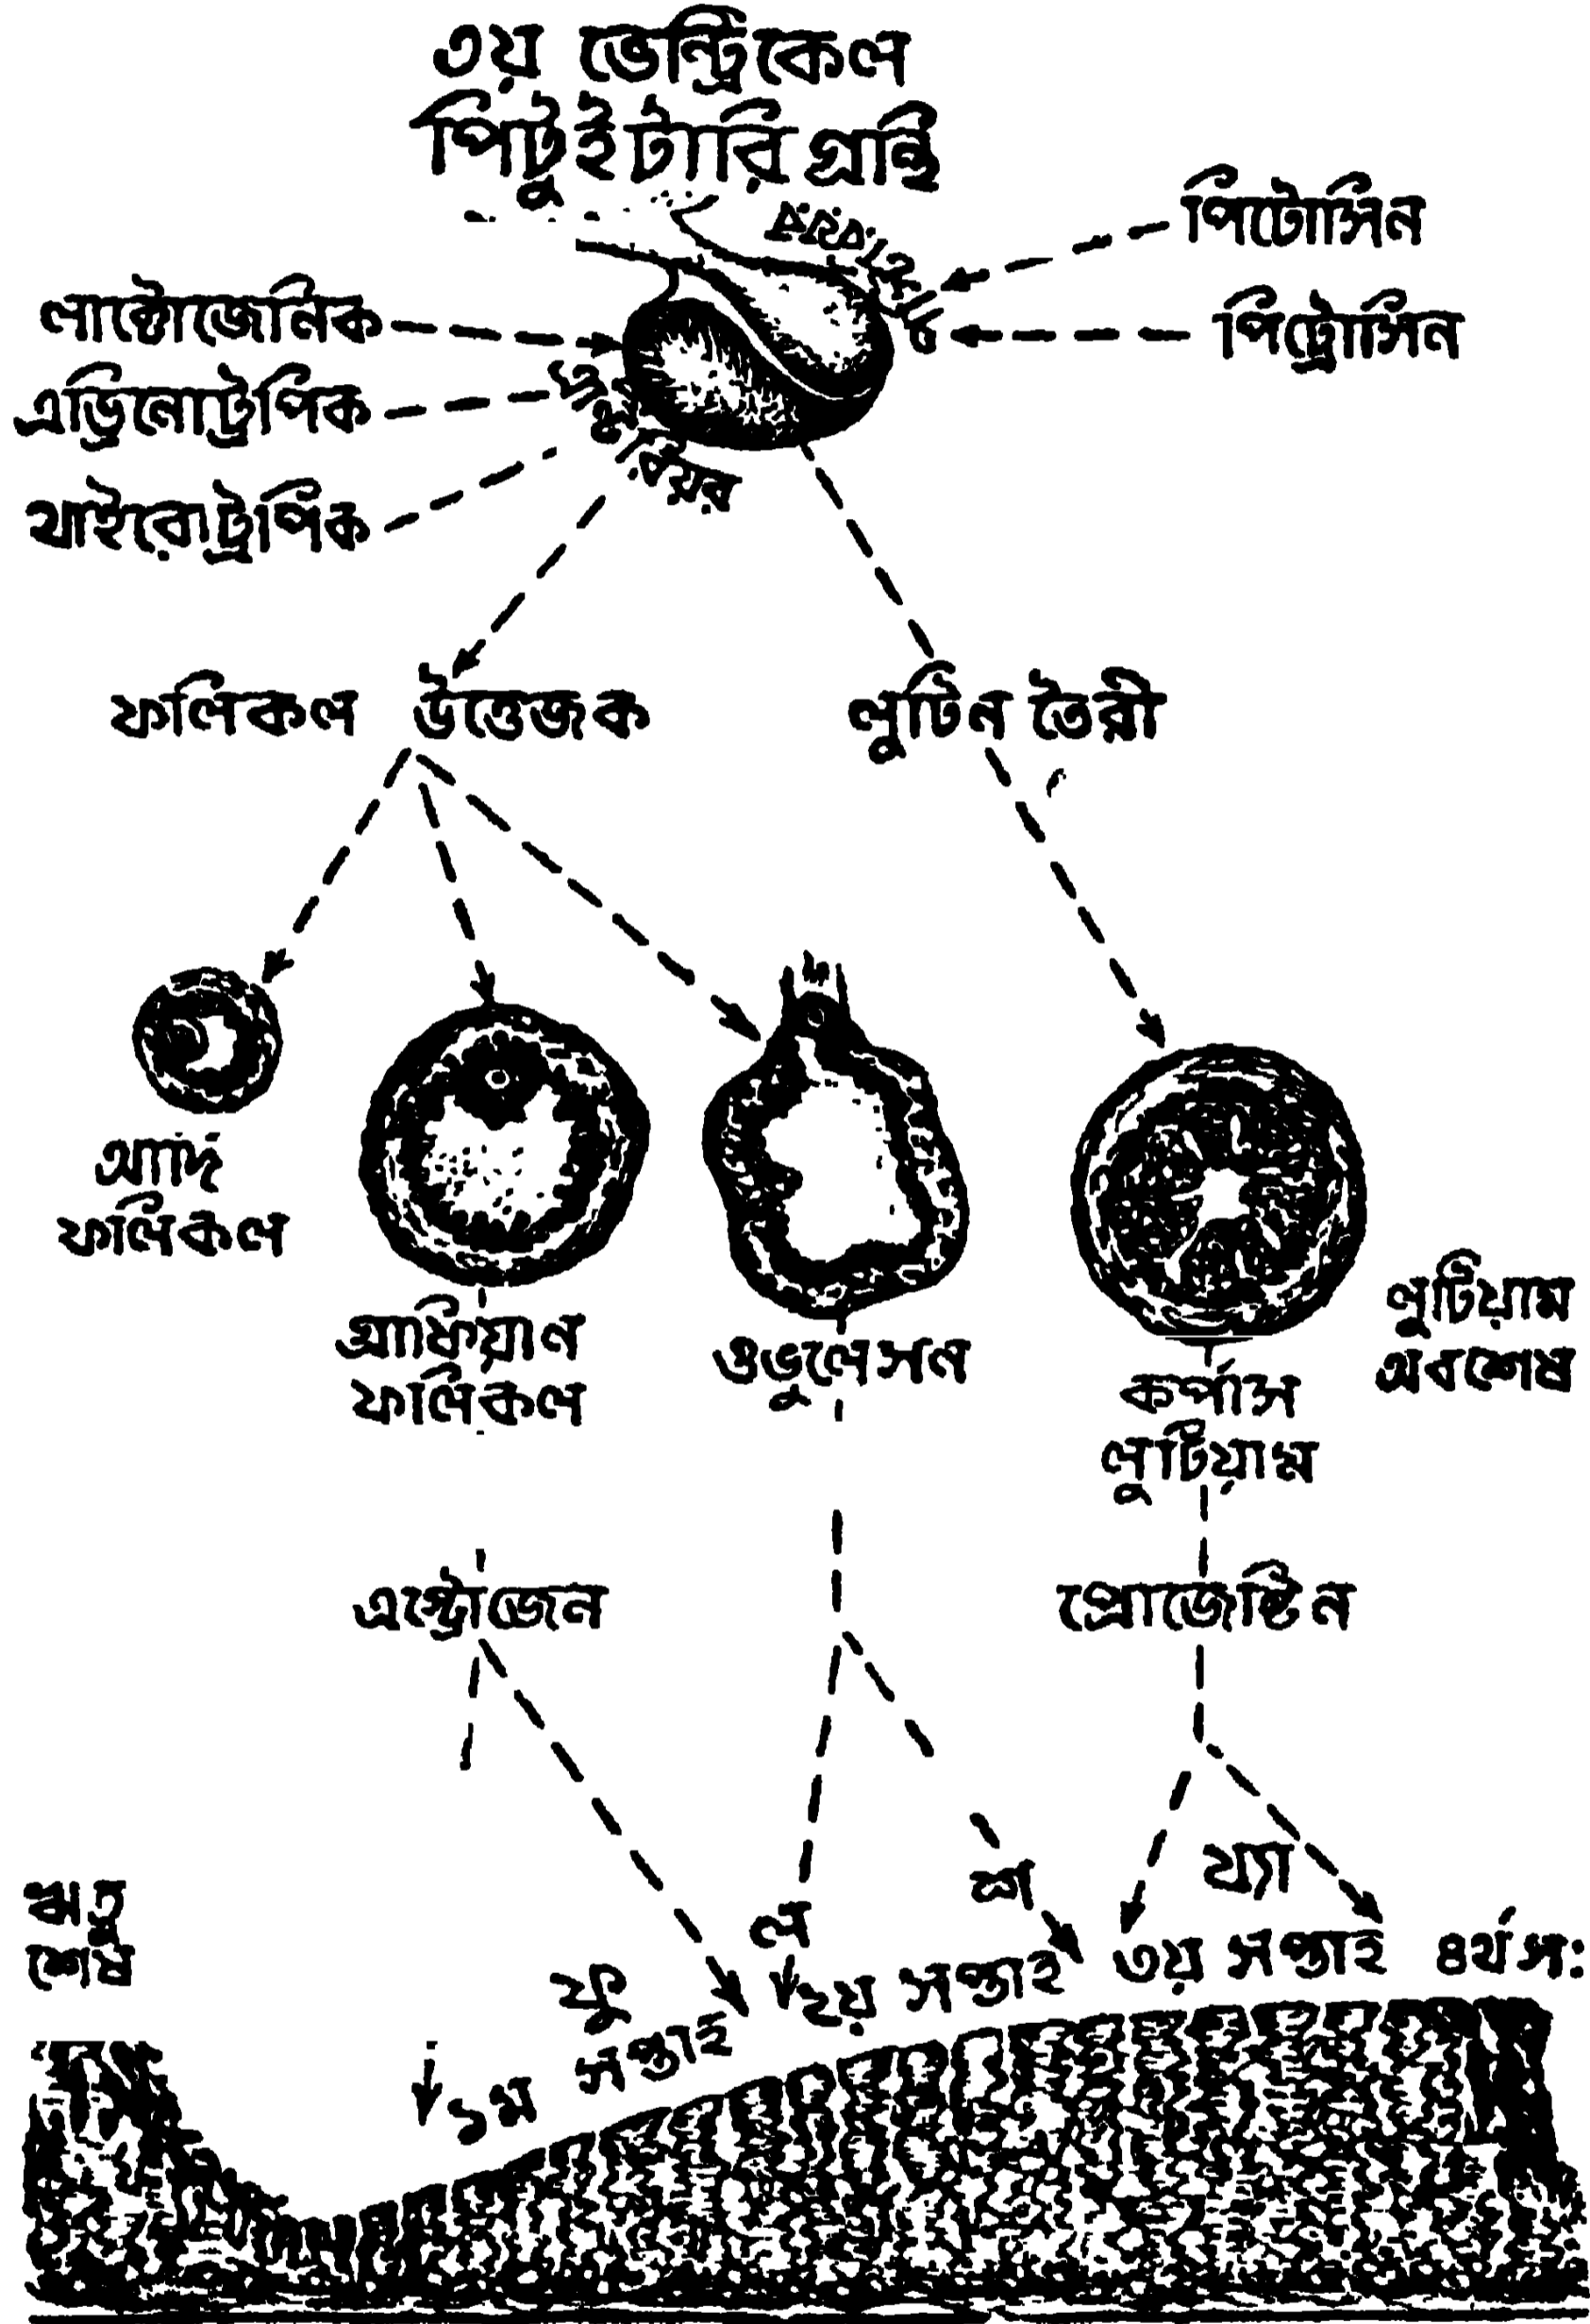 ৩য় ভেন্ট্রিকেল
পিটুইটারি গ্রন্থি
পিটোসিন
পিট্রোসিন
লাক্টোজেনিক
এড্রিনোট্রপিক
থাইরোট্রপিক
ফলিকল উত্তেজক
লুটিন তৈরী
আদি
ফলিকল
গ্রাফিয়ান
ফলিকল
ওভুলেসন
কর্পাস
লুটিয়াম
লুটিয়াম
অবশেষ
এস্ট্রোজেন
প্রোজেষ্টিন
ঋতু
শেষ
ফু
ল
শ
য্যা
১ম সপ্তাহ
২য় সপ্তাহ
৩য় সপ্তাহ
৪র্থ স: